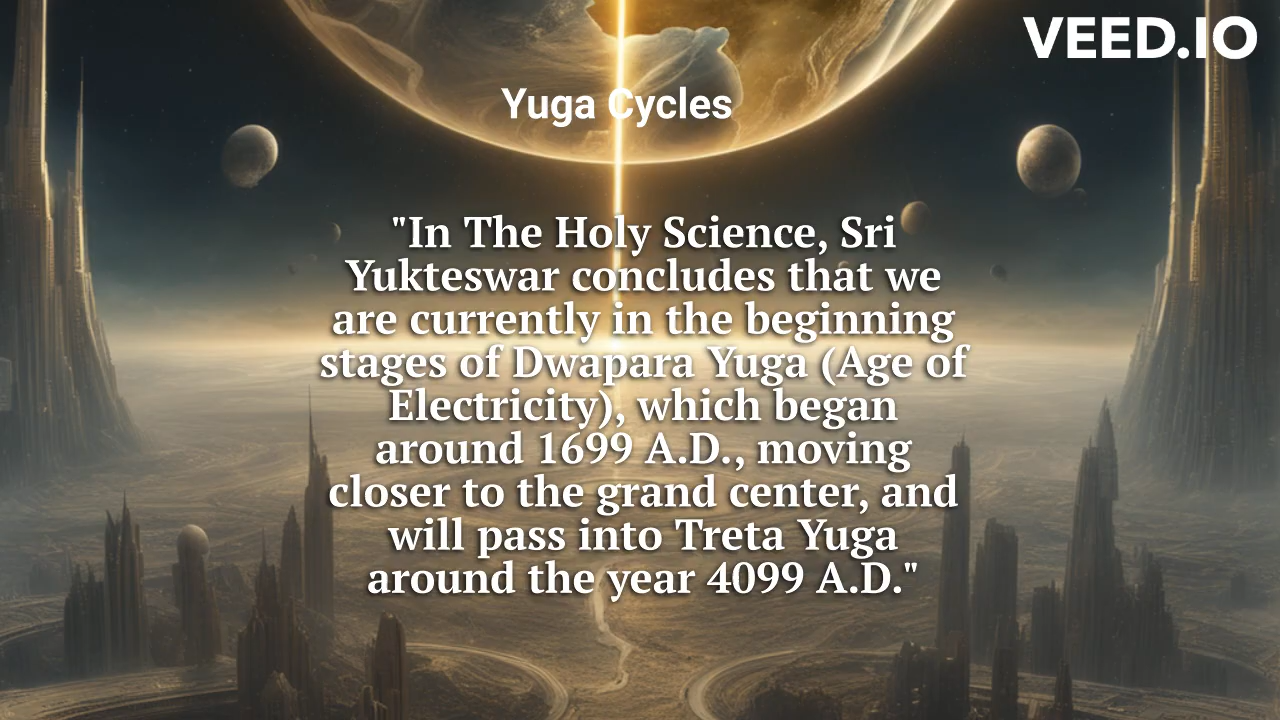 VEED.IO
Yuga Cycles
"In The Holy Science, Sri
Yukteswar concludes that we
are currently in the beginning
stages of Dwapara Yuga (Age of
Electricity), which began
around 1699 A.D., moving
closer to the grand center, and
will pass into Treta Yuga
around the year 4099 A.D."